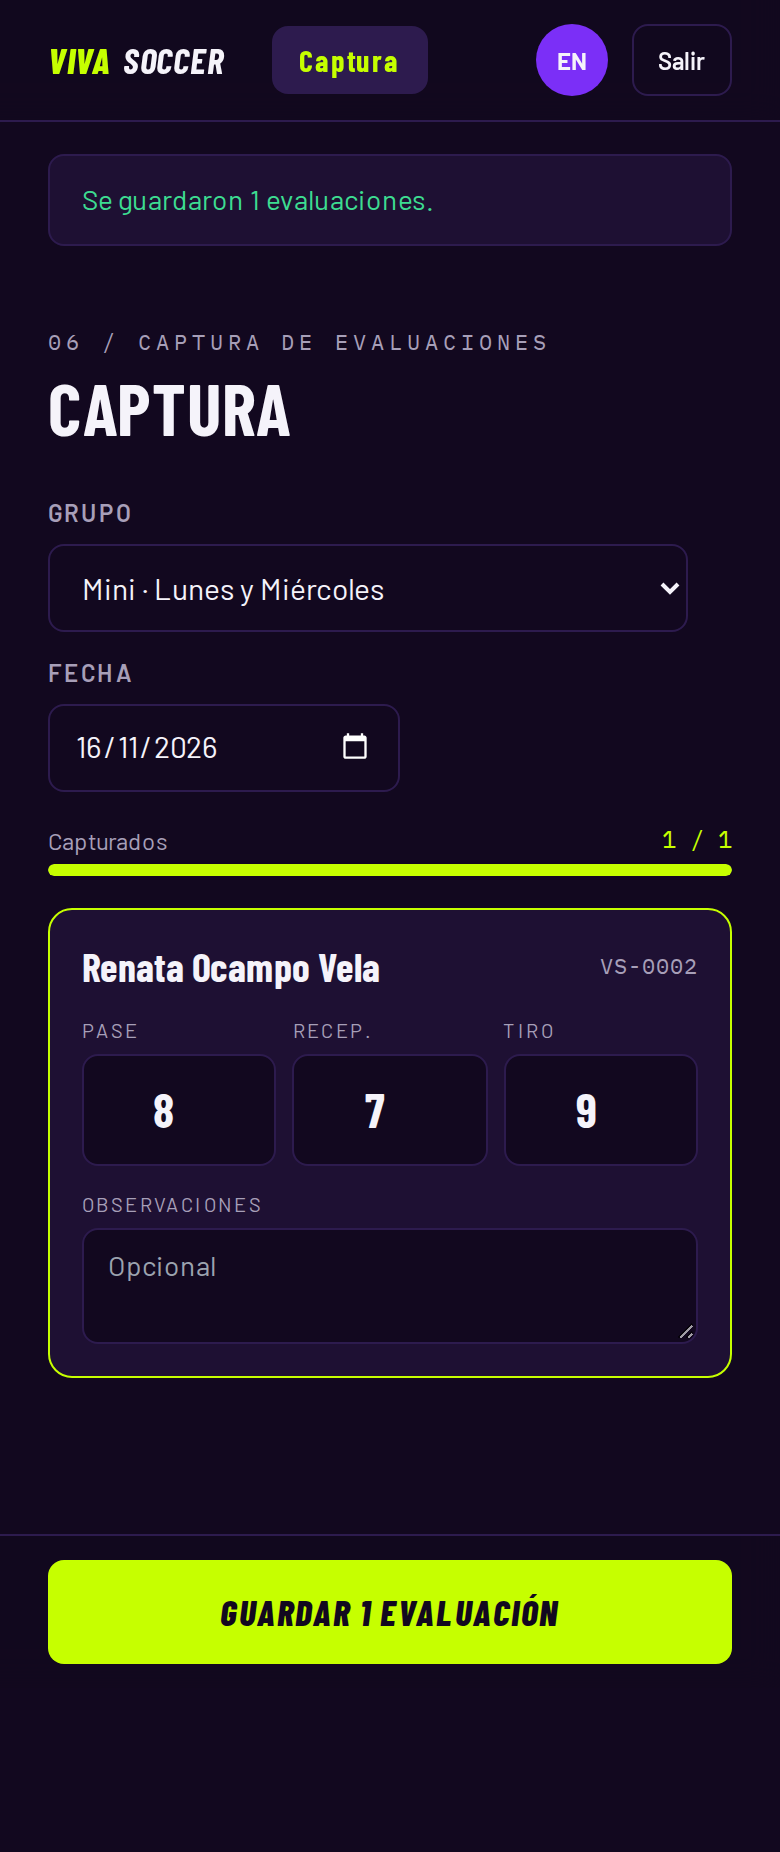 VIVA SOCCER
Captura
EN
Salir
Se guardaron 1 evaluaciones.
06 / CAPTURA DE EVALUACIONES
CAPTURA
GRUPO
Mini · Lunes y Miércoles
FECHA
16/11/2026
Capturados 1 / 1
Renata Ocampo Vela VS-0002
PASE RECEP. TIRO
8 7 9
OBSERVACIONES
Opcional
GUARDAR 1 EVALUACIÓN